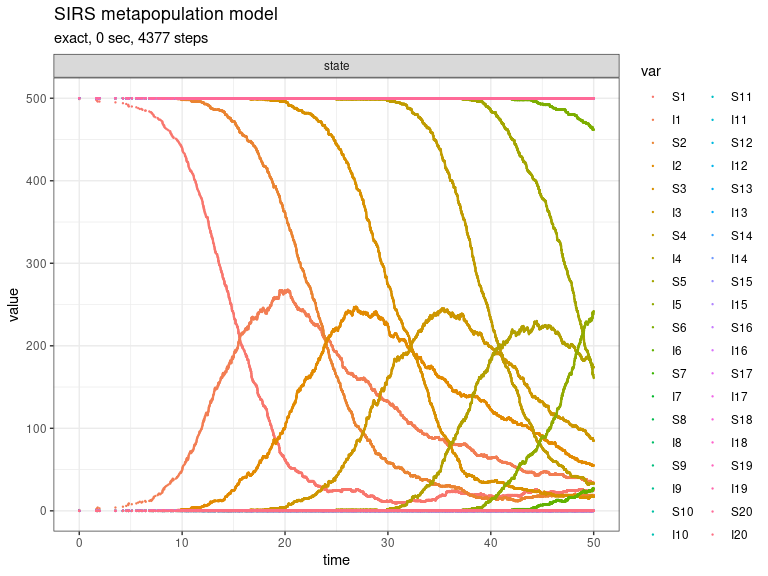 SIRS metapopulation model
exact, 0 sec, 4377 steps
state
500
400
300
200
100
0
value
0 10 20 30 40 50
time
var
S1 S11
I1 I11
S2 S12
I2 I12
S3 S13
I3 I13
S4 S14
I4 I14
S5 S15
I5 I15
S6 S16
I6 I16
S7 S17
I7 I17
S8 S18
I8 I18
S9 S19
I9 I19
S10 S20
I10 I20